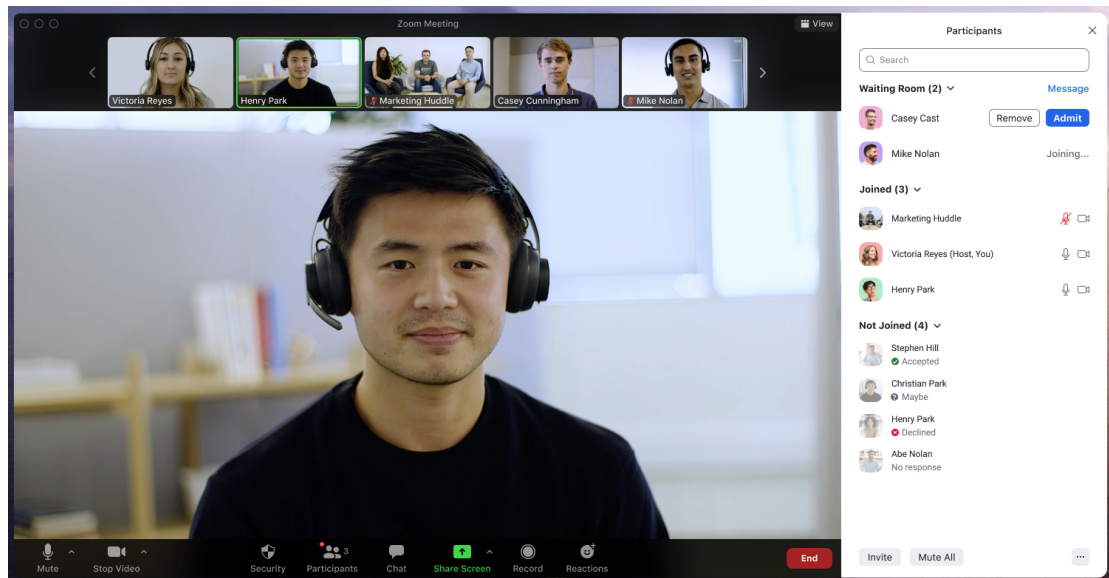 Zoom Meeting
View
Victoria Reyes
Henry Park
Marketing Huddle
Casey Cunningham
Mike Nolan
Mute
Stop Video
Security
Participants
3
Chat
Share Screen
Record
Reactions
End
Participants
Search
Waiting Room (2)
Message
Casey Cast
Remove
Admit
Mike Nolan
Joining...
Joined (3)
Marketing Huddle
Victoria Reyes (Host, You)
Henry Park
Not Joined (4)
Stephen Hill
Accepted
Christian Park
Maybe
Henry Park
Declined
Abe Nolan
No response
Invite
Mute All